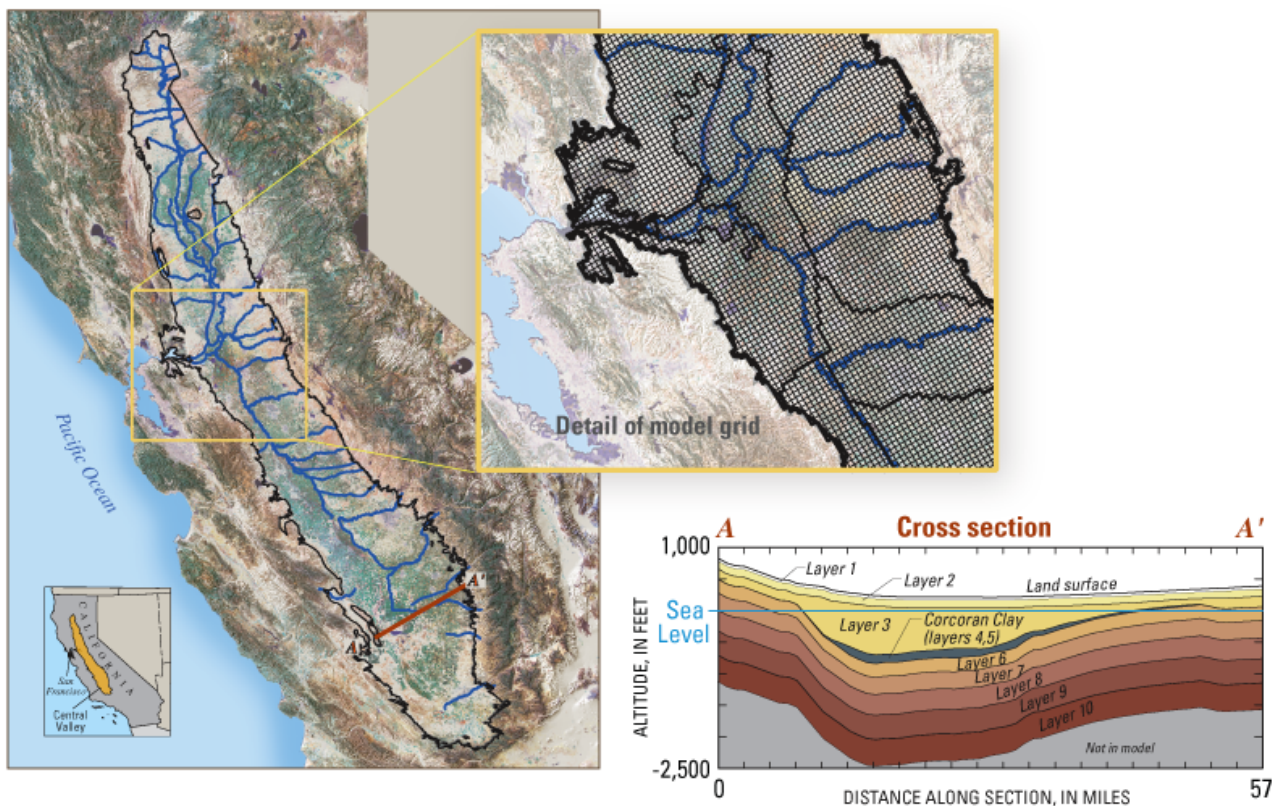 Detail of model grid
Pacific Ocean
A'
A
CALIFORNIA
San
Francisco
Central
Valley
A
Cross section
A'
1,000
Layer 1
Layer 2
Land surface
Sea
Level
Layer 3
Corcoran Clay
(layers 4,5)
Layer 6
Layer 7
Layer 8
Layer 9
Layer 10
Not in model
ALTITUDE, IN FEET
-2,500
0
57
DISTANCE ALONG SECTION, IN MILES